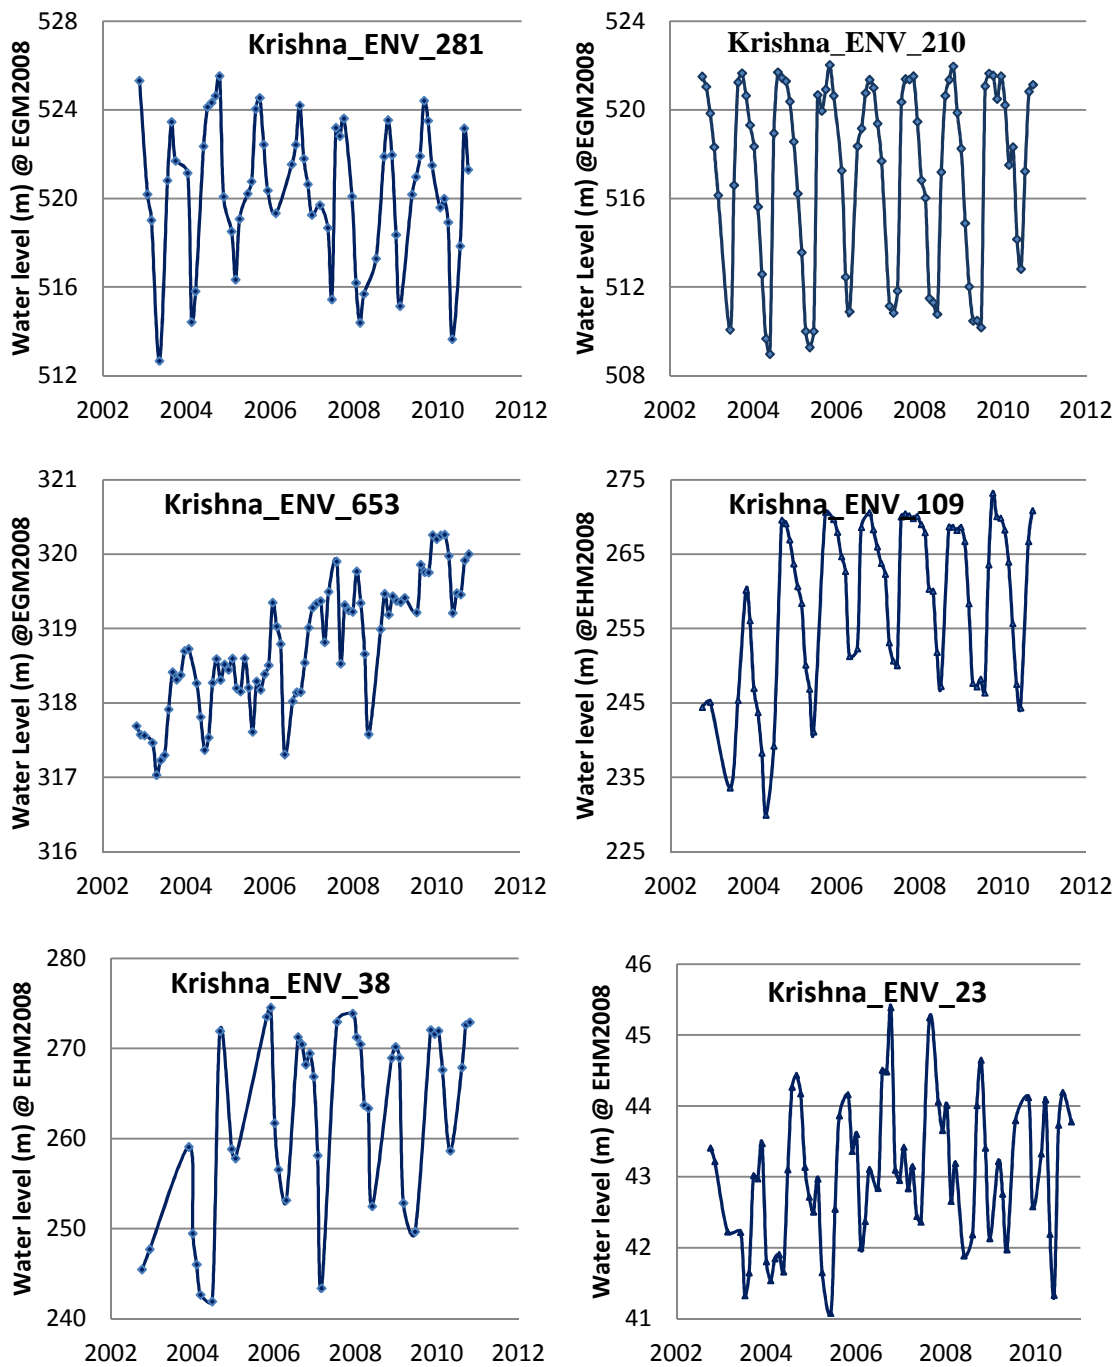 Krishna_ENV_281
Water level (m) @ EGM2008
528
524
520
516
512
2002 2004 2006 2008 2010 2012
Krishna_ENV_210
Water Level (m) @EGM2008
524
520
516
512
508
2002 2004 2006 2008 2010 2012
Krishna_ENV_653
Water Level (m) @EGM2008
321
320
319
318
317
316
2002 2004 2006 2008 2010 2012
Krishna_ENV_109
Water level (m) @EHM2008
275
265
255
245
235
225
2002 2004 2006 2008 2010 2012
Krishna_ENV_38
Water level (m) @ EHM2008
280
270
260
250
240
2002 2004 2006 2008 2010 2012
Krishna_ENV_23
Water level (m) @ EHM2008
46
45
44
43
42
41
2002 2004 2006 2008 2010